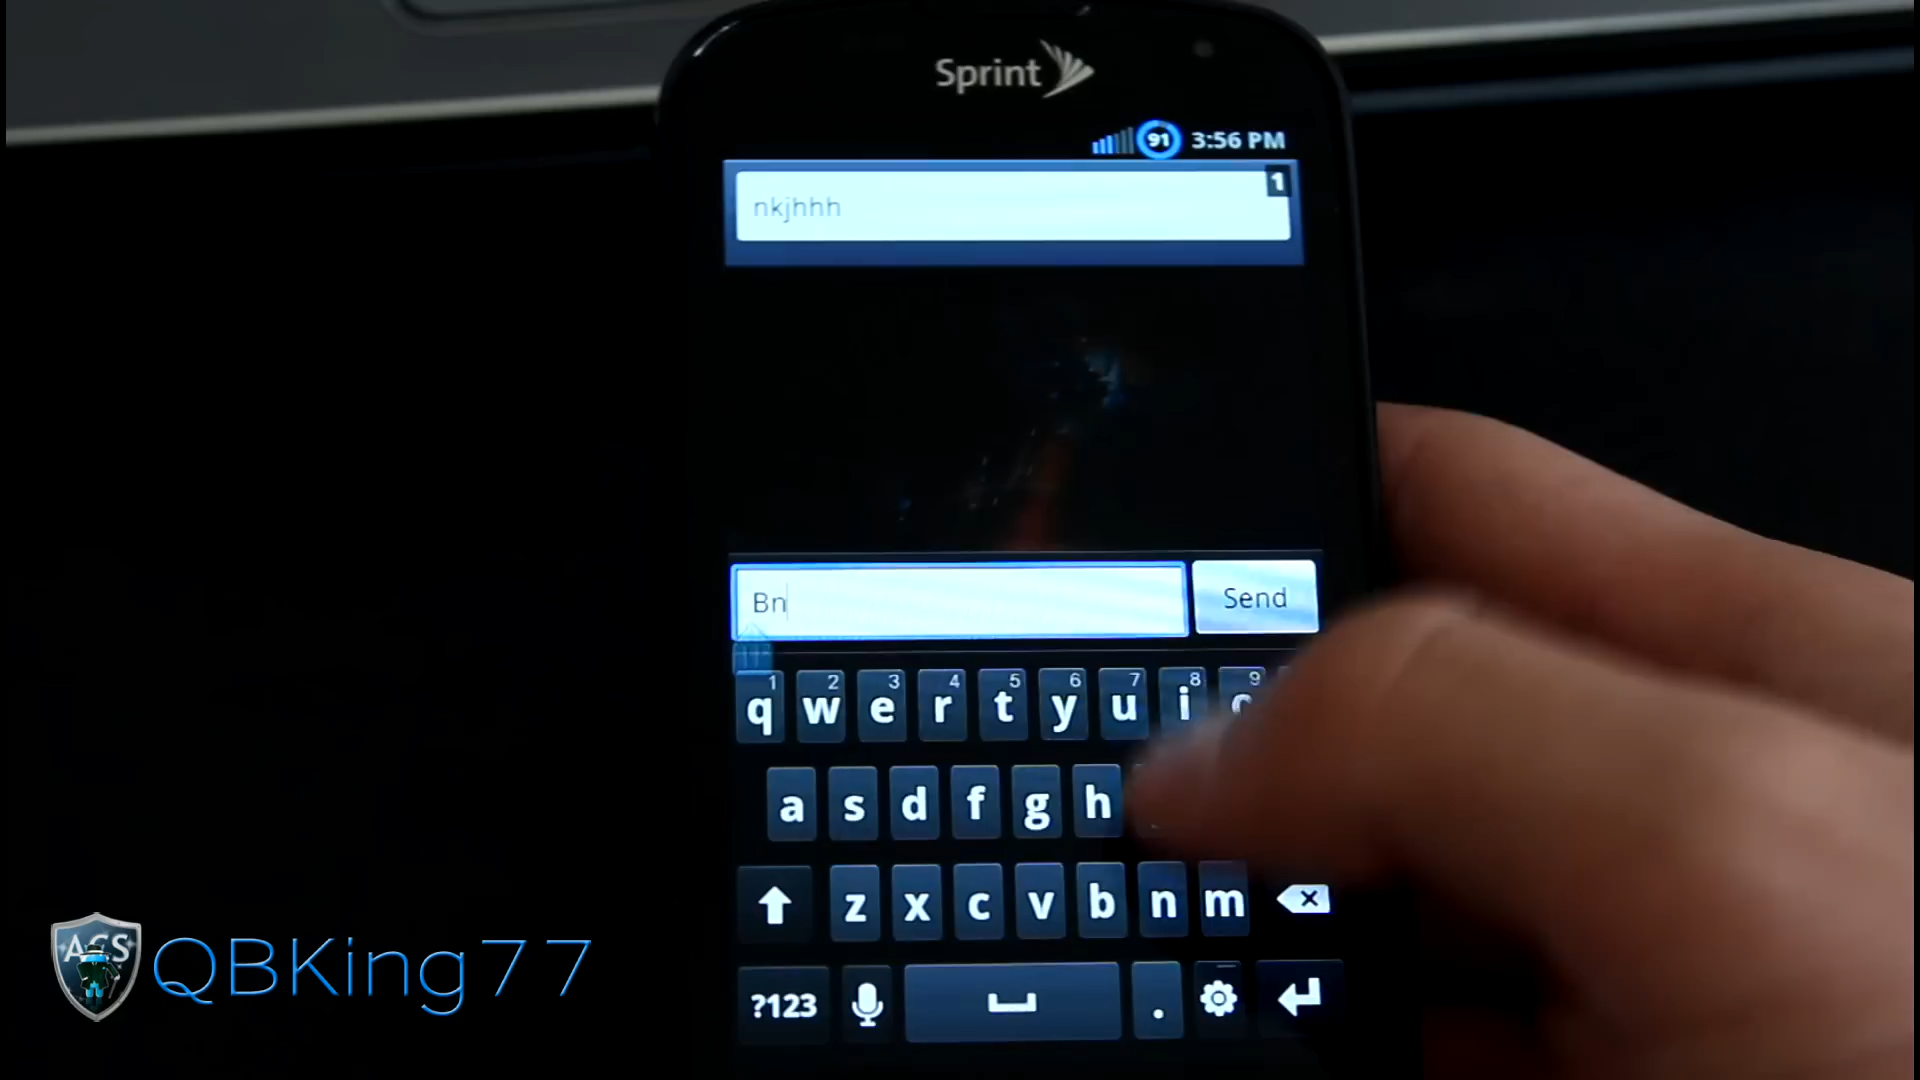 Sprint
91 3:56 PM
nkjhhh
1
Bn
Send
1 2 3 4 5 6 7 8 9
q w e r t y u i
a s d f g h
z x c v b n m
?123 .
ACS
QBKing77